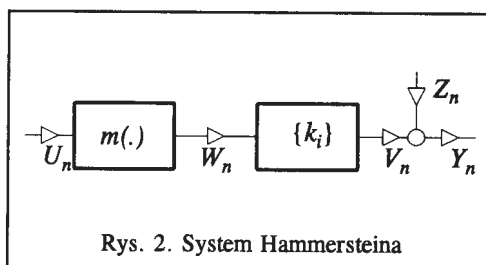 Z_n
m(.) {k_i}
U_n W_n V_n Y_n
Rys. 2. System Hammersteina